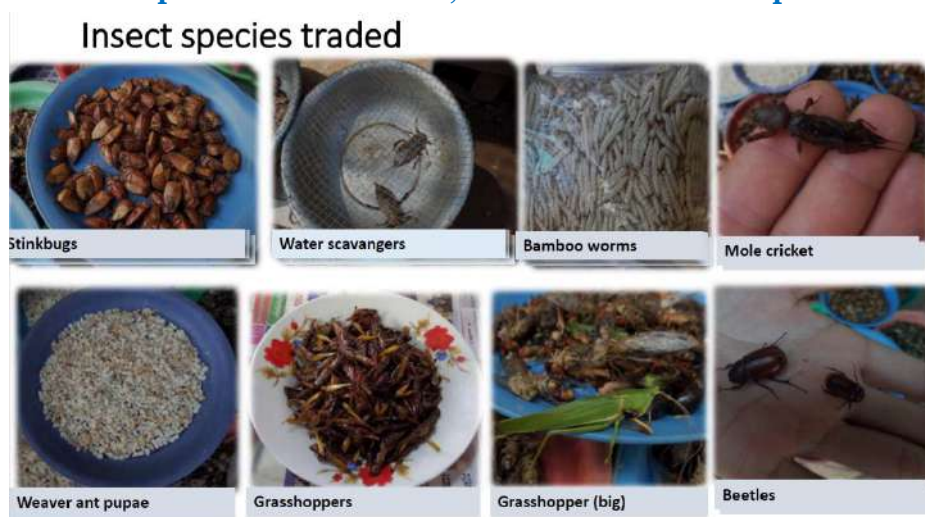 Insect species traded
Stinkbugs
Water scavangers
Bamboo worms
Mole cricket
Weaver ant pupae
Grasshoppers
Grasshopper (big)
Beetles